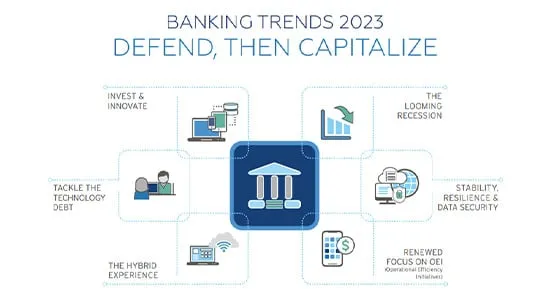 BANKING TRENDS 2023
DEFEND, THEN CAPITALIZE
INVEST &
INNOVATE
THE
LOOMING
RECESSION
TACKLE THE
TECHNOLOGY
DEBT
STABILITY,
RESILIENCE &
DATA SECURITY
THE HYBRID
EXPERIENCE
RENEWED
FOCUS ON OEI
(Operational Efficiency
Initiatives)
$